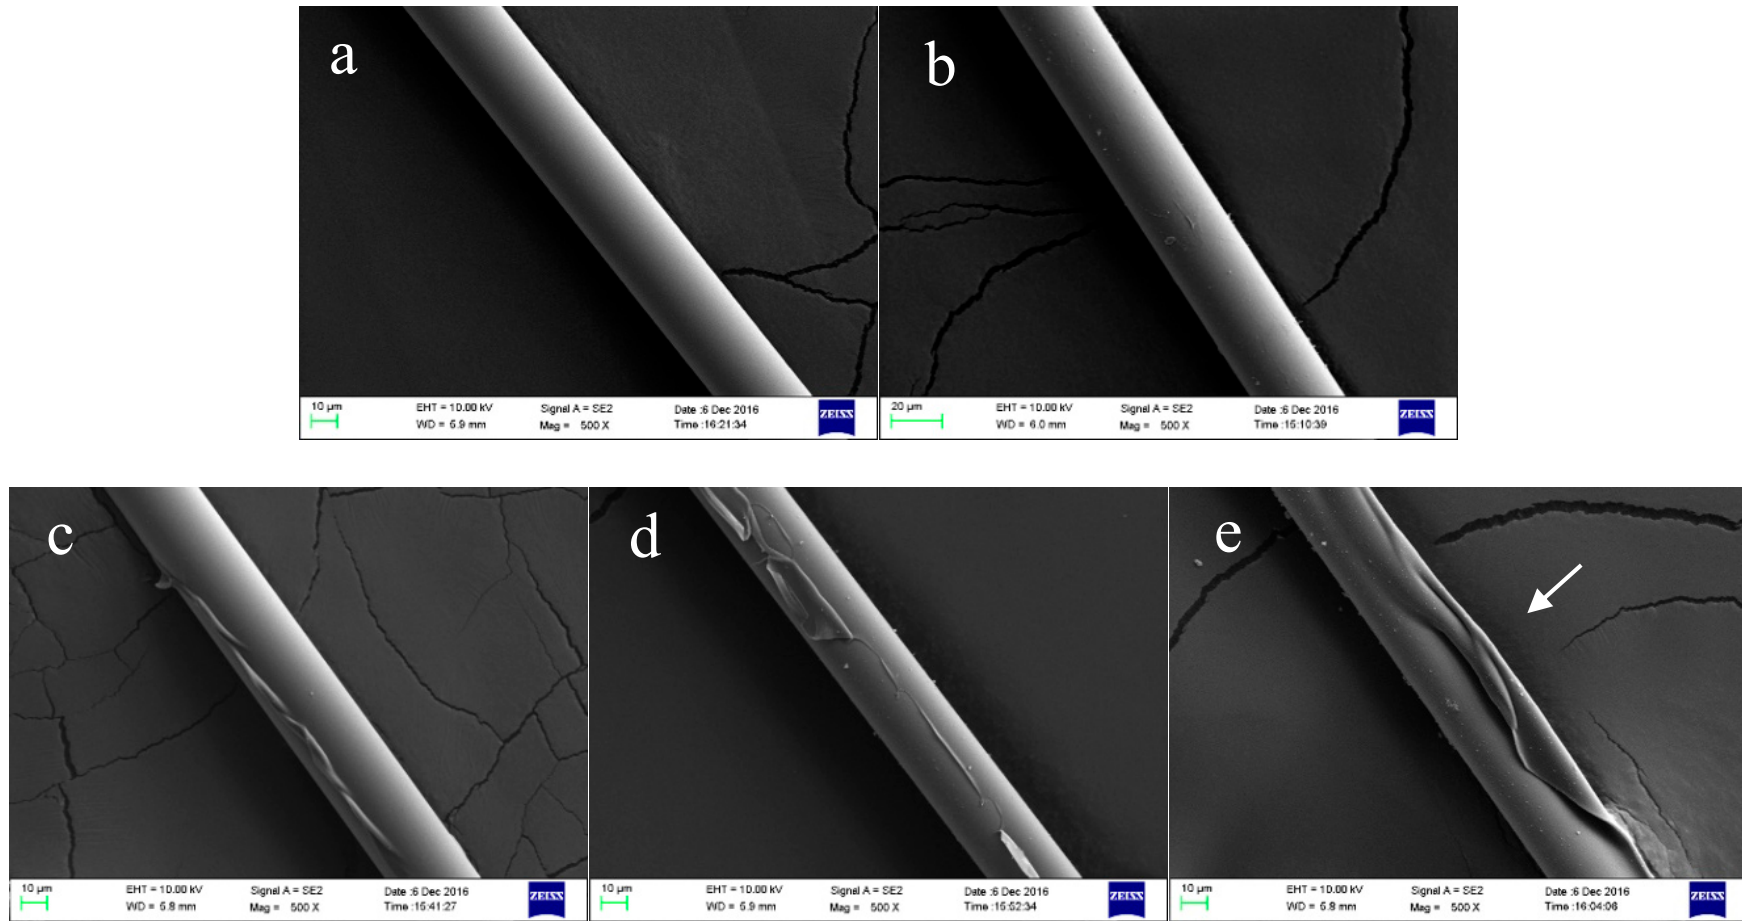 a
10 µm
EHT = 10.00 kV
Signal A = SE2
Date :6 Dec 2016
WD = 5.9 mm
Mag = 500 X
Time :16:21:34
ZEISS
b
20 µm
EHT = 10.00 kV
Signal A = SE2
Date :6 Dec 2016
WD = 6.0 mm
Mag = 500 X
Time :15:10:39
ZEISS
c
10 µm
EHT = 10.00 kV
Signal A = SE2
Date :6 Dec 2016
WD = 5.8 mm
Mag = 500 X
Time :15:41:27
ZEISS
d
10 µm
EHT = 10.00 kV
Signal A = SE2
Date :6 Dec 2016
WD = 5.9 mm
Mag = 500 X
Time :15:52:34
ZEISS
e
10 µm
EHT = 10.00 kV
Signal A = SE2
Date :6 Dec 2016
WD = 5.8 mm
Mag = 500 X
Time :16:04:06
ZEISS